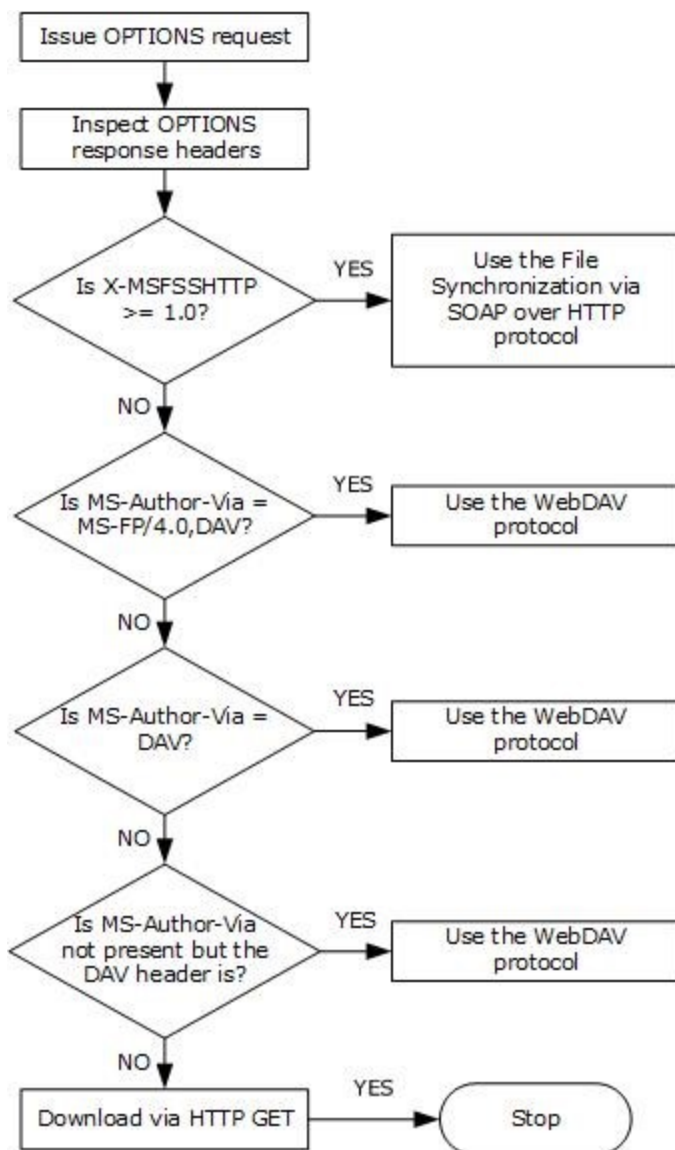 Issue OPTIONS request
Inspect OPTIONS
response headers
Is X-MSFSSHTTP
>= 1.0?
YES
Use the File
Synchronization via
SOAP over HTTP
protocol
NO
Is MS-Author-Via =
MS-FP/4.0,DAV?
YES
Use the WebDAV
protocol
NO
Is MS-Author-Via =
DAV?
YES
Use the WebDAV
protocol
NO
Is MS-Author-Via
not present but the
DAV header is?
YES
Use the WebDAV
protocol
NO
Download via HTTP GET
YES
Stop